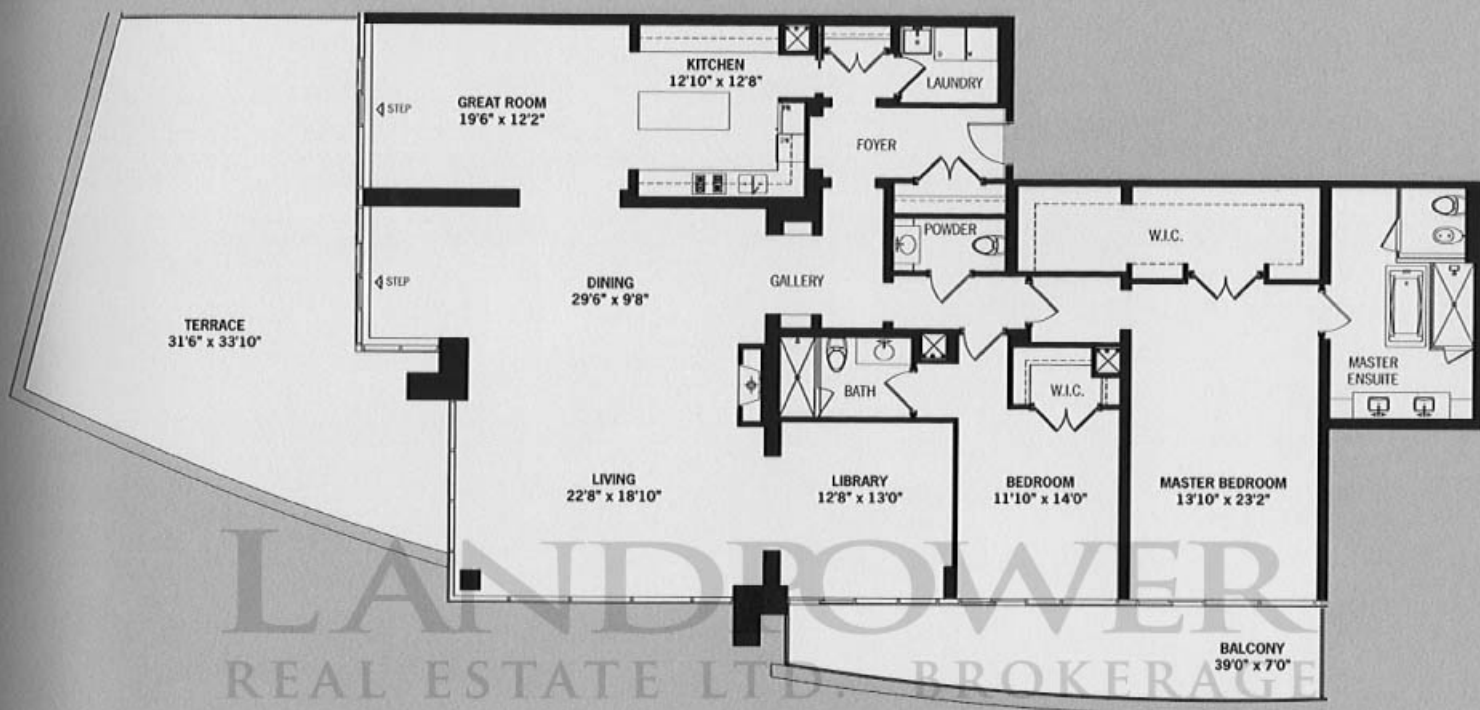 KITCHEN
12'10" x 12'8"
LAUNDRY
GREAT ROOM
19'6" x 12'2"
STEP
FOYER
POWDER
W.I.C.
STEP
DINING
29'6" x 9'8"
GALLERY
TERRACE
31'6" x 33'10"
MASTER
ENSUITE
BATH
W.I.C.
LIVING
22'8" x 18'10"
LIBRARY
12'8" x 13'0"
BEDROOM
11'10" x 14'0"
MASTER BEDROOM
13'10" x 23'2"
LANDPOWER
REAL ESTATE LTD. BROKERAGE
BALCONY
39'0" x 7'0"